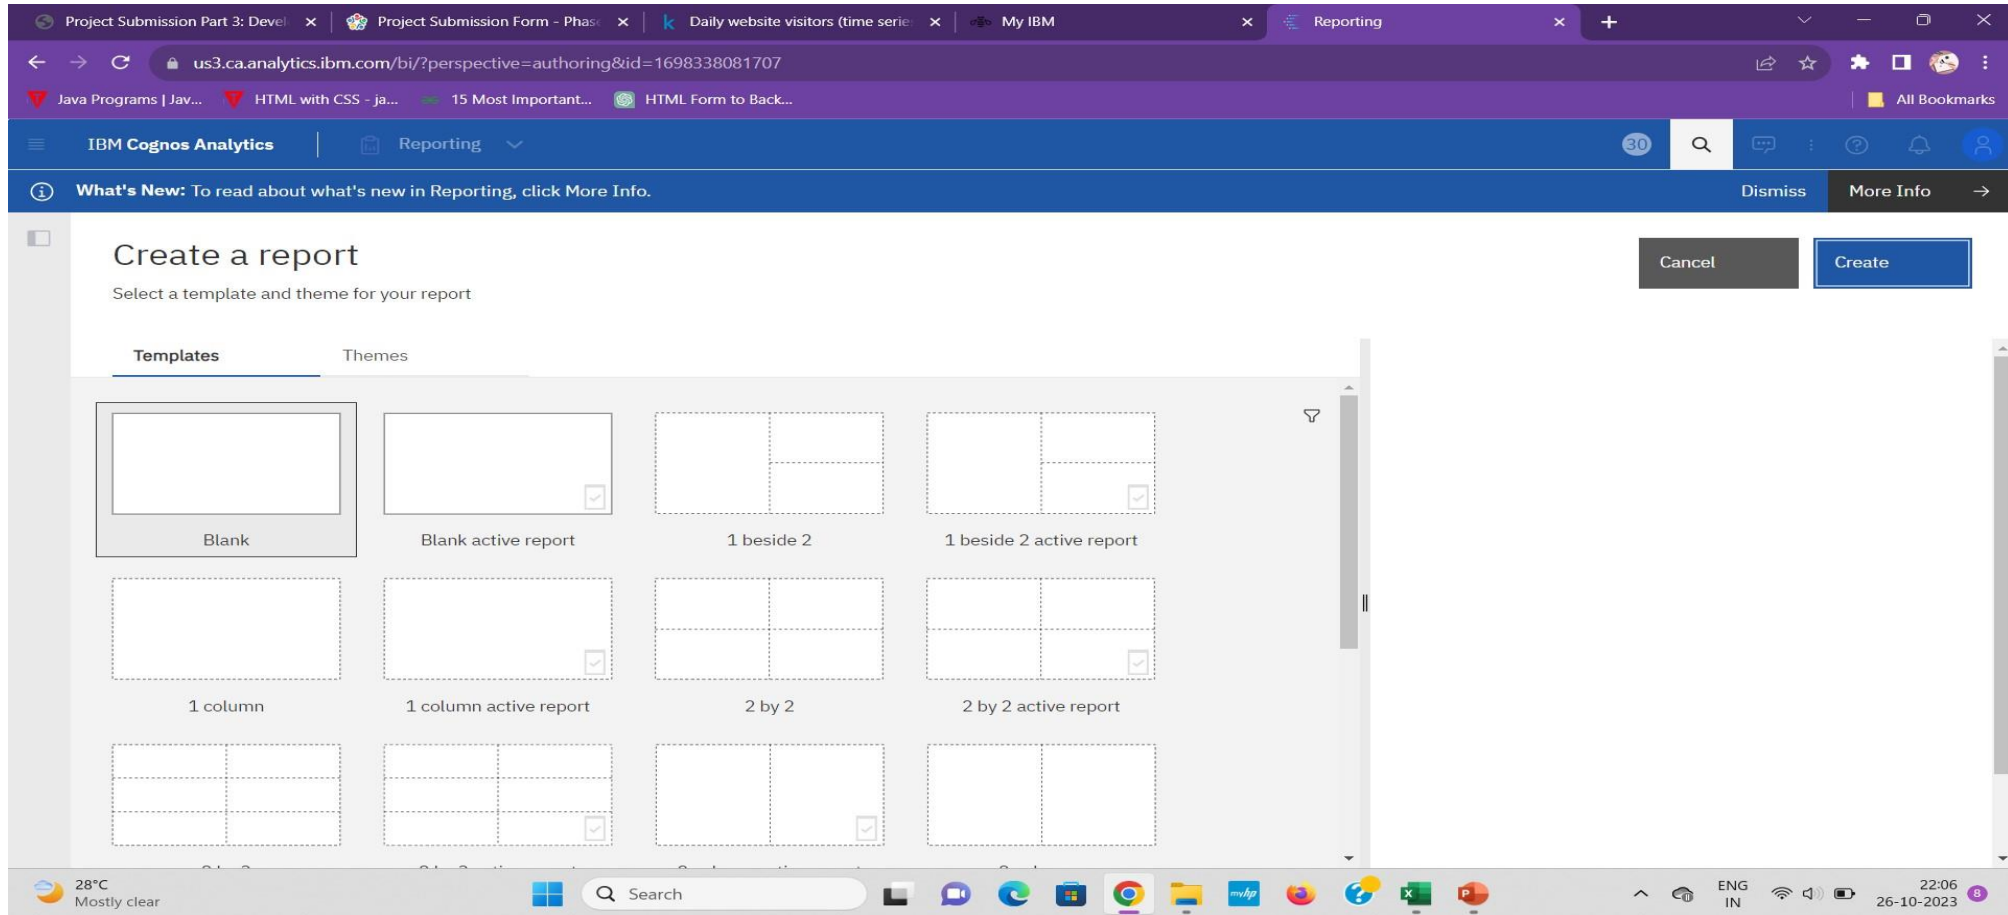 Project Submission Part 3: Devel
Project Submission Form - Phas
Daily website visitors (time serie
My IBM
Reporting
us3.ca.analytics.ibm.com/bi/?perspective=authoring&id=1698338081707
Java Programs | Jav...
HTML with CSS - ja...
15 Most Important...
HTML Form to Back...
All Bookmarks
IBM Cognos Analytics
Reporting
30
What's New: To read about what's new in Reporting, click More Info.
Dismiss
More Info
Create a report
Cancel
Create
Select a template and theme for your report
Templates
Themes
Blank
Blank active report
1 beside 2
1 beside 2 active report
1 column
1 column active report
2 by 2
2 by 2 active report
28°C
Mostly clear
Search
myhp
ENG
IN
22:06
26-10-2023
8